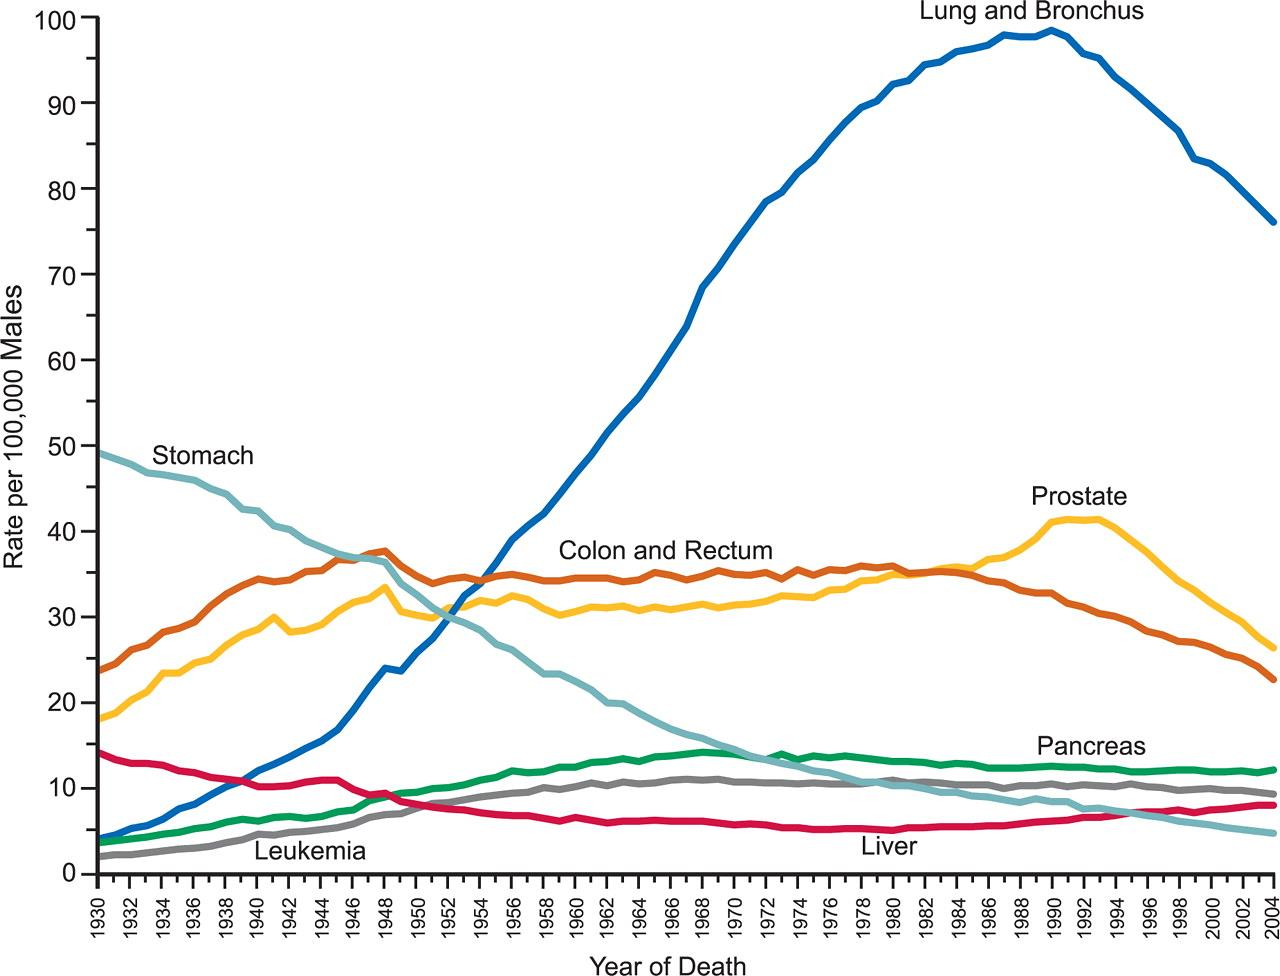 Lung and Bronchus
100
90
80
70
60
50
40
30
20
10
0
Rate per 100,000 Males
Stomach
Prostate
Colon and Rectum
Pancreas
Leukemia
Liver
1930 1932 1934 1936 1938 1940 1942 1944 1946 1948 1950 1952 1954 1956 1958 1960 1962 1964 1966 1968 1970 1972 1974 1976 1978 1980 1982 1984 1986 1988 1990 1992 1994 1996 1998 2000 2002 2004
Year of Death